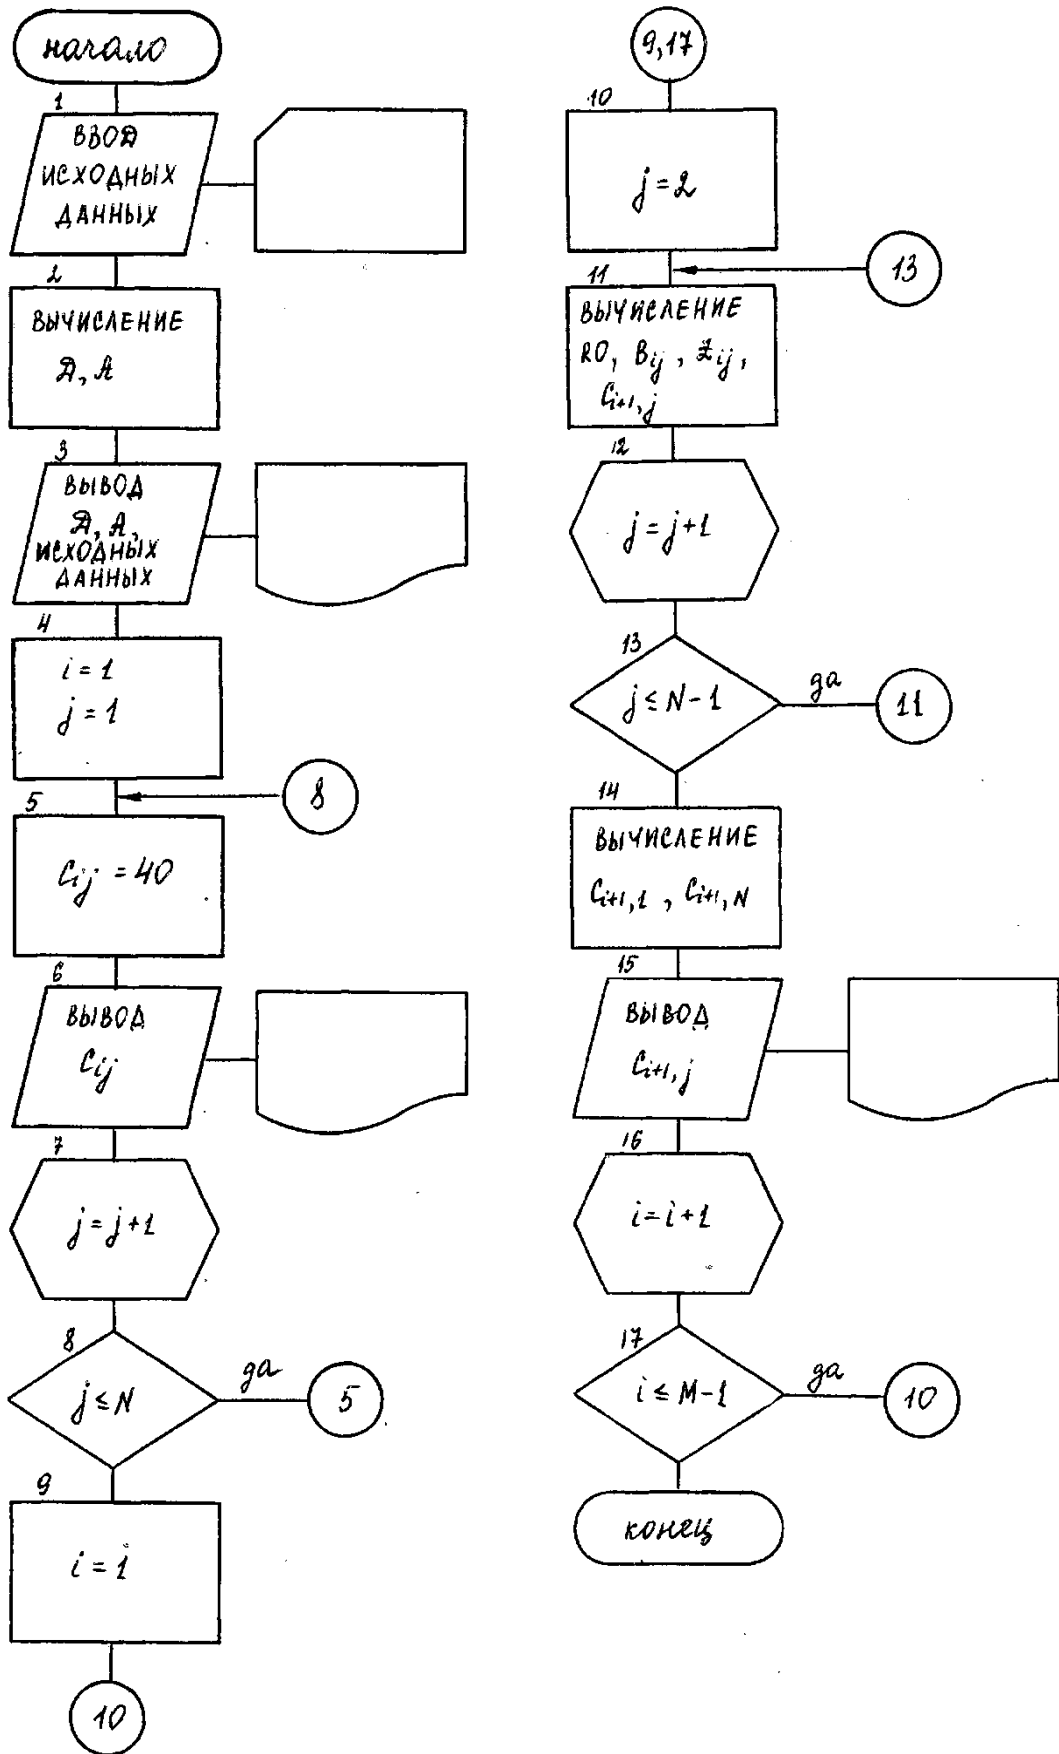 начало
1
ВВОД
ИСХОДНЫХ
ДАННЫХ
2
ВЫЧИСЛЕНИЕ
Д, А
3
ВЫВОД
Д, А,
ИСХОДНЫХ
ДАННЫХ
4
i = 1
j = 1
8
5
Cij = 40
6
ВЫВОД
Cij
7
j = j+1
8
j ≤ N
да
5
9
i = 1
10
9,17
10
j = 2
13
11
ВЫЧИСЛЕНИЕ
RO, Bij, Zij,
Ci+1,j
12
j = j+1
13
j ≤ N-1
да
11
14
ВЫЧИСЛЕНИЕ
Ci+1,1 , Ci+1,N
15
ВЫВОД
Ci+1,j
16
i = i+1
17
i ≤ M-1
да
10
конец